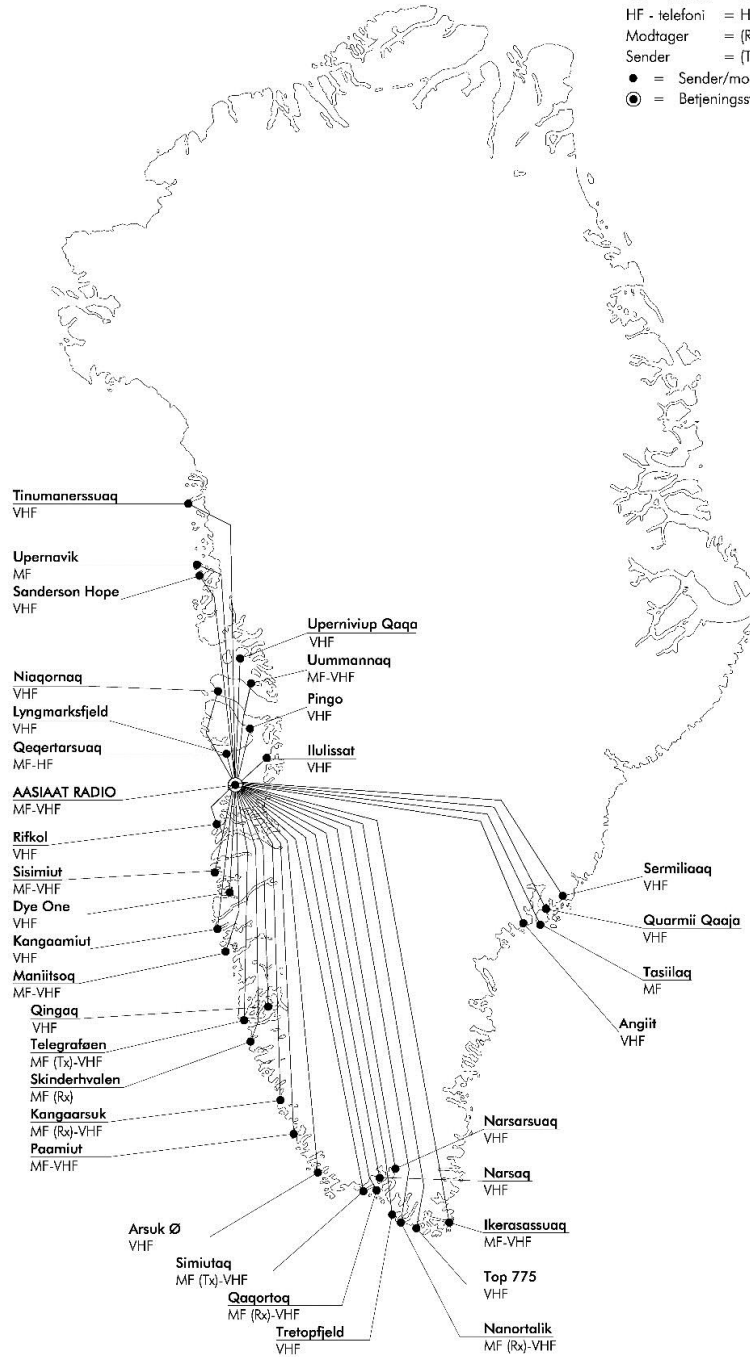 HF - telefoni = H
Modtager = (R
Sender = (T
● = Sender/mo
◉ = Betjeningss
Tinumanerssuaq
VHF
Upernavik
MF
Sanderson Hope
VHF
Uperniviup Qaqa
VHF
Uummannaq
MF-VHF
Niaqornaq
VHF
Pingo
VHF
Lyngmarksfjeld
VHF
Qeqertarsuaq
MF-HF
Ilulissat
VHF
AASIAAT RADIO
MF-VHF
Rifkol
VHF
Sisimiut
MF-VHF
Dye One
VHF
Kangaamiut
VHF
Maniitsoq
MF-VHF
Qingaq
VHF
Telegraføen
MF (Tx)-VHF
Skinderhvalen
MF (Rx)
Kangaarsuk
MF (Rx)-VHF
Paamiut
MF-VHF
Sermiliaaq
VHF
Quarmii Qaaja
VHF
Tasiilaq
MF
Angiit
VHF
Narsarsuaq
VHF
Narsaq
VHF
Ikerasassuaq
MF-VHF
Arsuk Ø
VHF
Simiutaq
MF (Tx)-VHF
Qaqortoq
MF (Rx)-VHF
Tretopfjeld
VHF
Top 775
VHF
Nanortalik
MF (Rx)-VHF